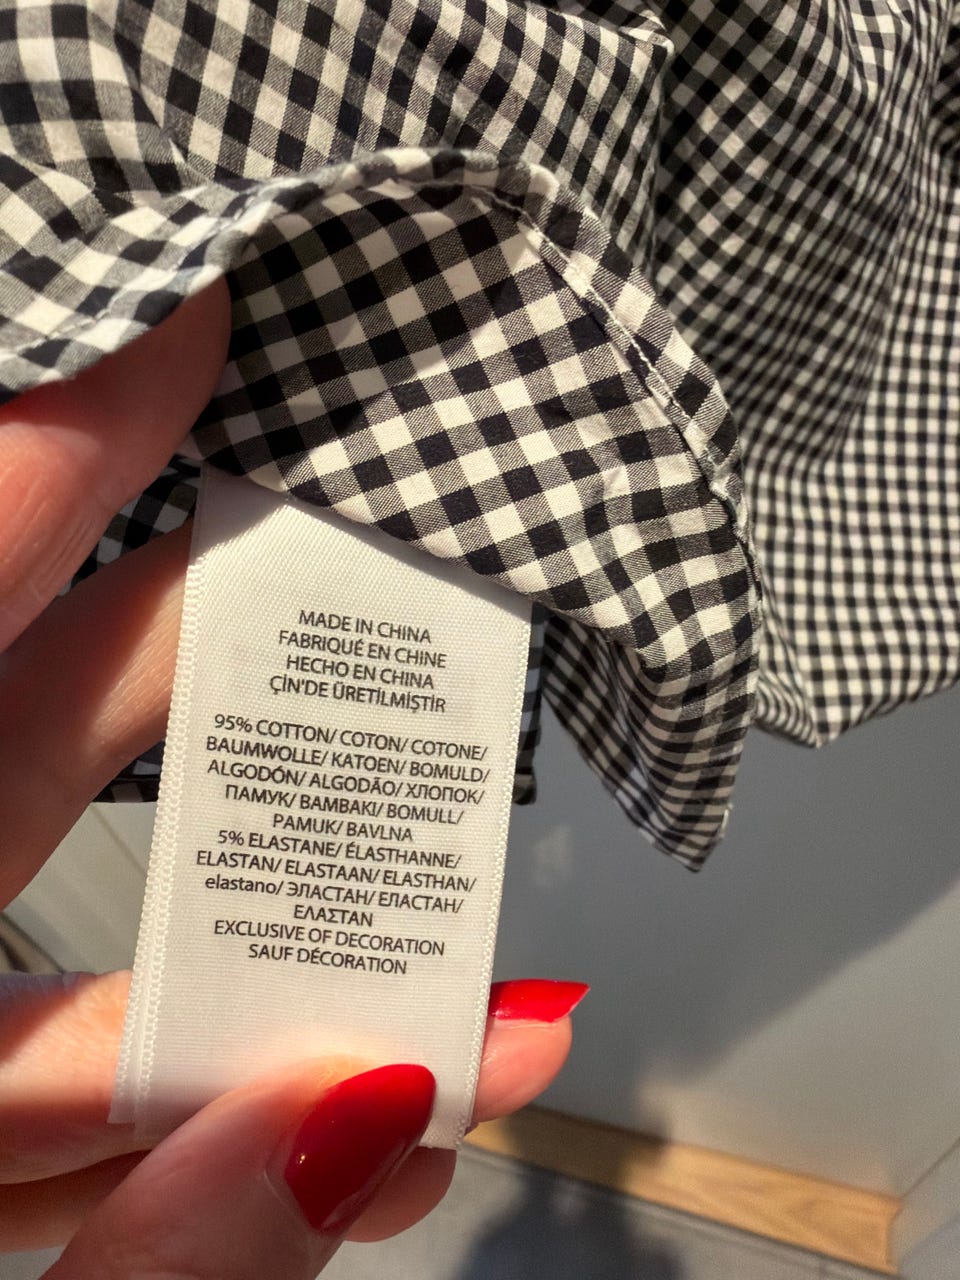 MADE IN CHINA
FABRIQUÉ EN CHINE
HECHO EN CHINA
ÇİN'DE ÜRETİLMİŞTİR
95% COTTON/ COTON/ COTONE/
BAUMWOLLE/ KATOEN/ BOMULD/
ALGODÓN/ ALGODÃO/ ХЛОПОК/
ПАМУК/ ΒΑΜΒΑΚΙ/ BOMULL/
PAMUK/ BAVLNA
5% ELASTANE/ ÉLASTHANNE/
ELASTAN/ ELASTAAN/ ELASTHAN/
elastano/ ЭЛАСТАН/ ЕЛАСТАН/
ΕΛΑΣΤΑΝ
EXCLUSIVE OF DECORATION
SAUF DÉCORATION